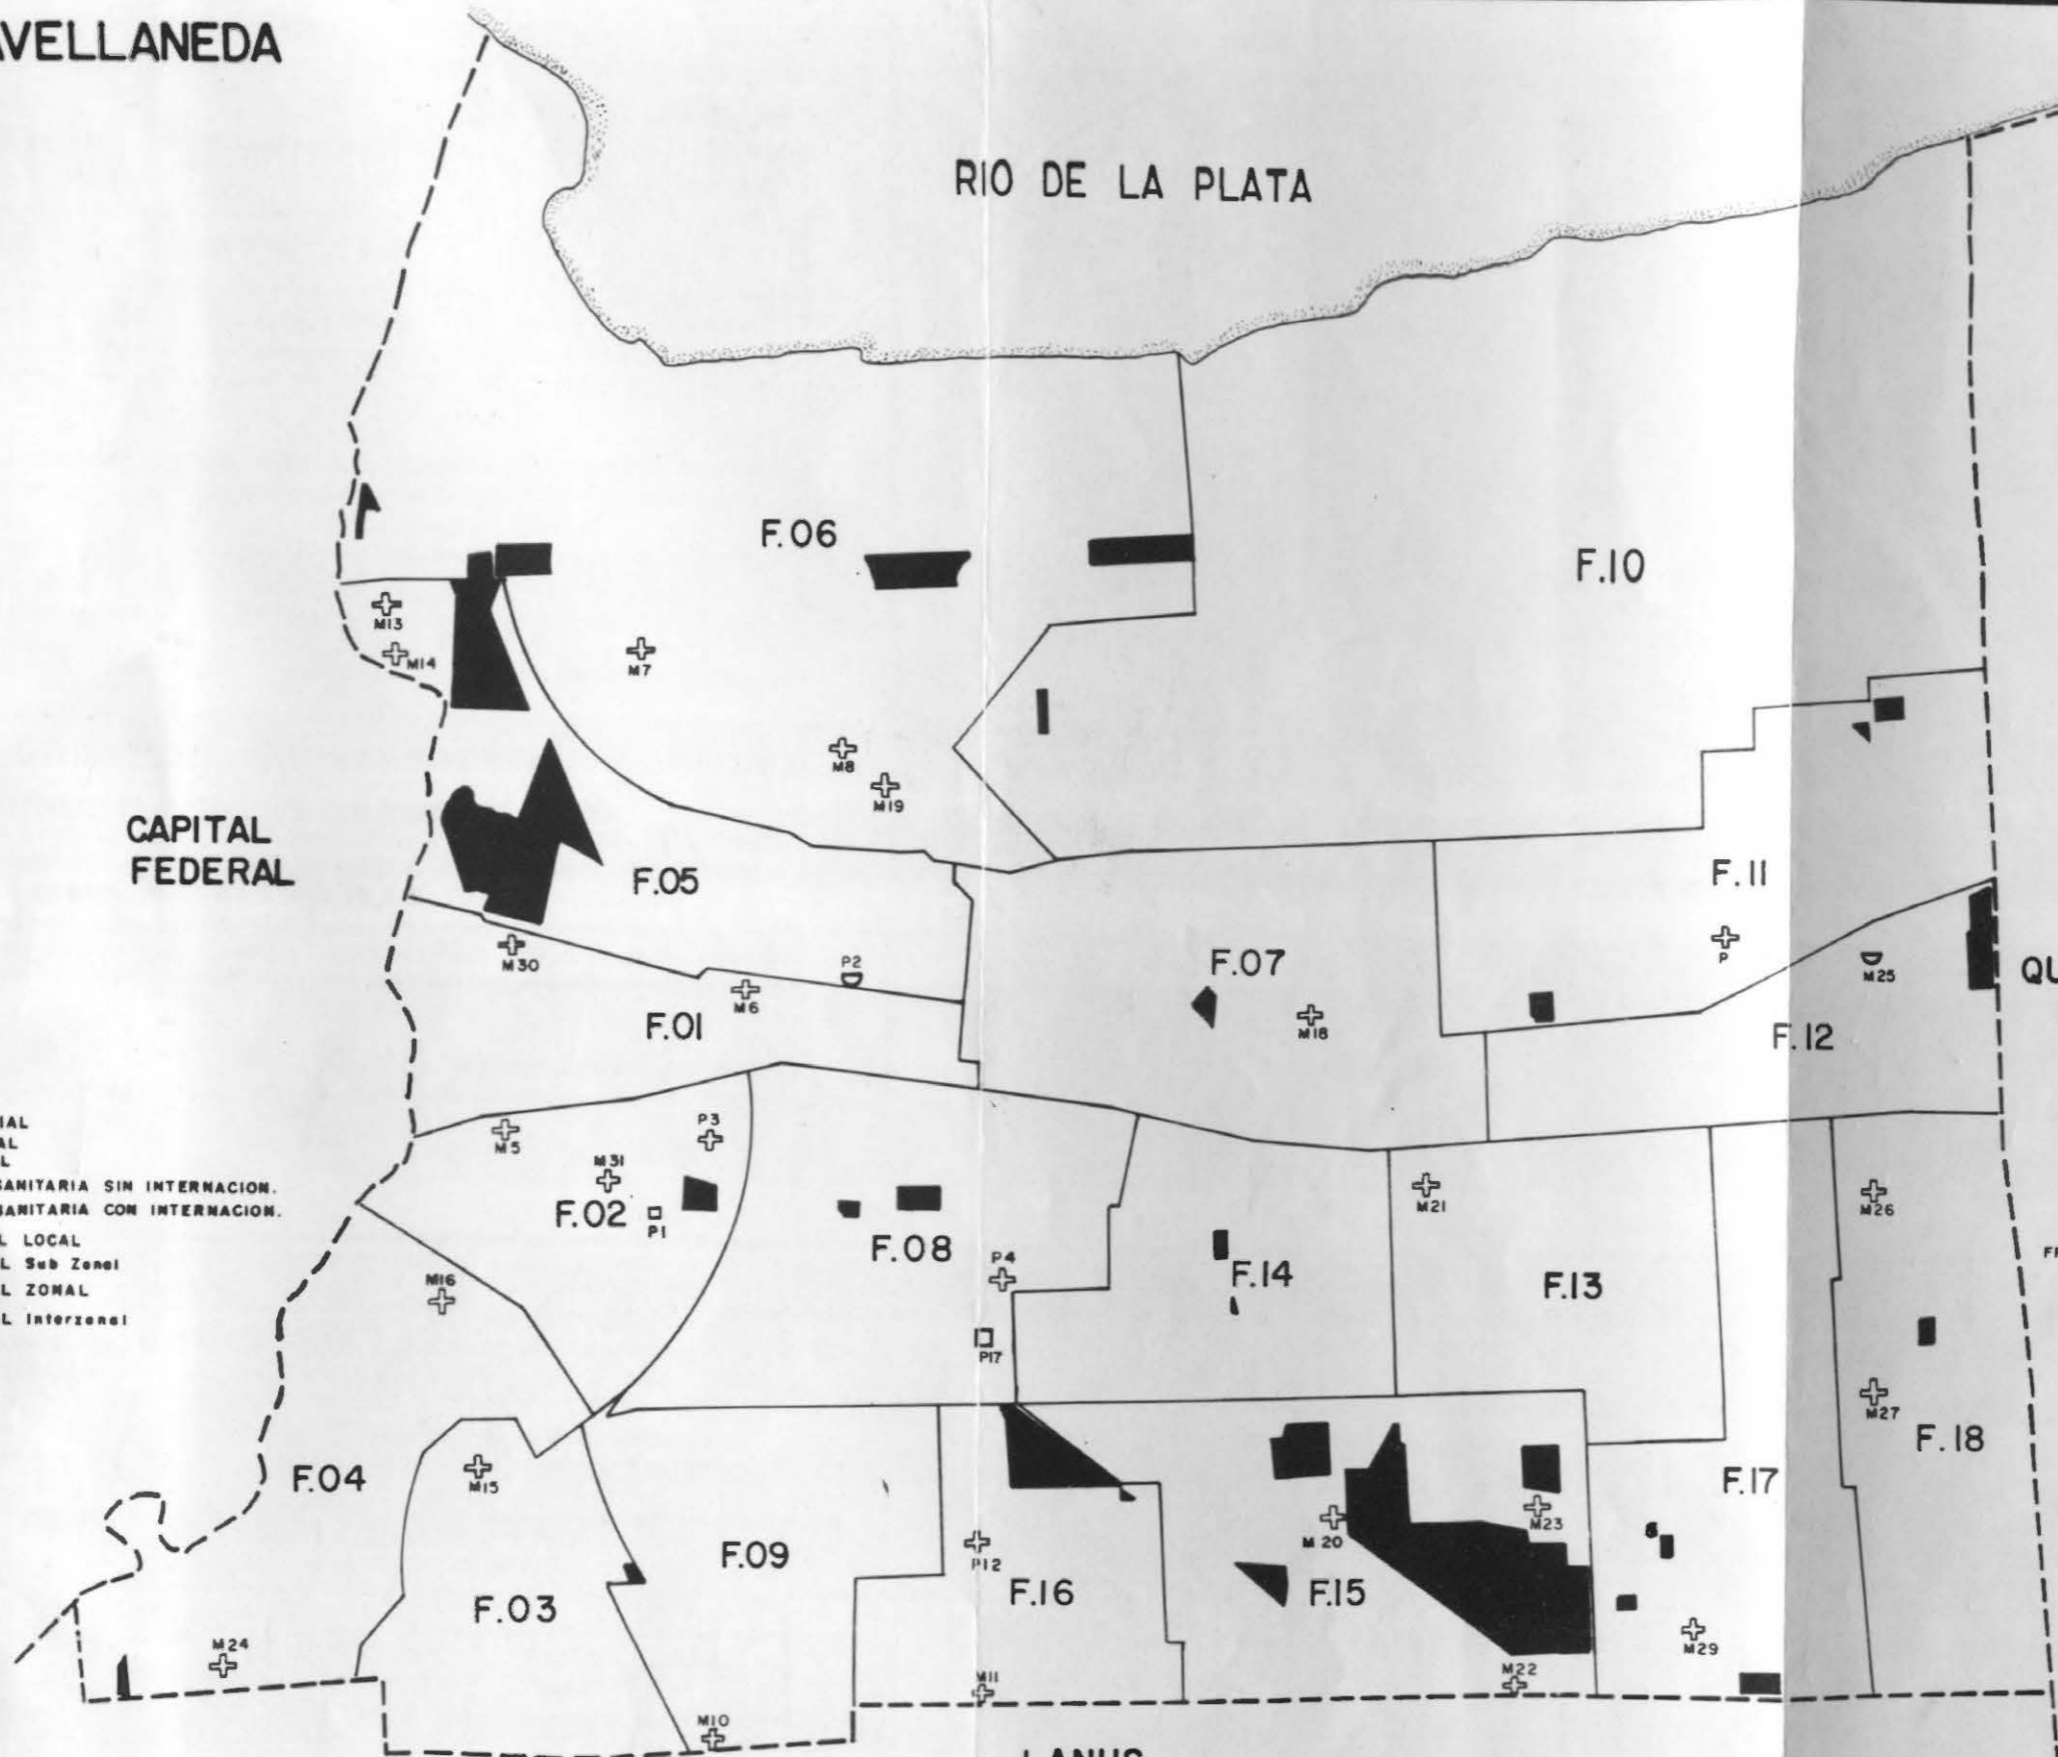 AVELLANEDA
RIO DE LA PLATA
F.06
F.10
M13
M14
M7
M8
M19
CAPITAL
FEDERAL
F.05
F.11
M30
P2
M6
F.07
P
M25
QU
F.01
M18
F.12
IAL
AL
L
SANITARIA SIN INTERNACION.
SANITARIA CON INTERNACION.
L LOCAL
L Sub Zonal
L ZONAL
L Interzonal
M5
P3
M31
F.02
P1
F.08
P4
M21
M26
F.14
F.13
M16
P17
M27
F.18
F.04
M15
F.17
F.09
P12
M 20
M23
F.03
F.16
F.15
M29
M24
M11
M22
M10
LANUS